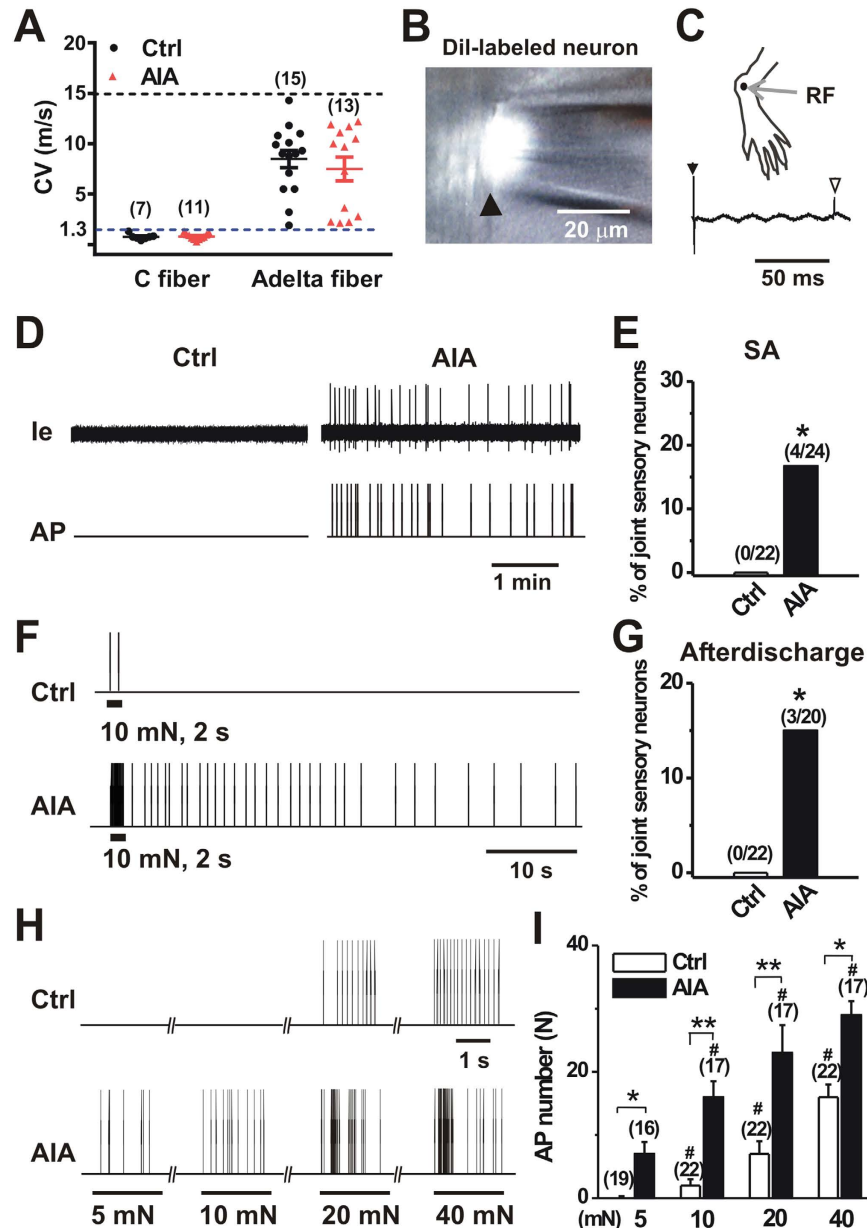 A
Ctrl
AIA
20
15
10
5
1.3
CV (m/s)
(15)
(13)
(7)
(11)
C fiber
Adelta fiber
B
DiI-labeled neuron
20 µm
C
RF
50 ms
D
Ctrl
AIA
Ie
AP
1 min
E
SA
% of joint sensory neurons
30
20
10
0
*
(4/24)
(0/22)
Ctrl
AIA
F
Ctrl
10 mN, 2 s
AIA
10 mN, 2 s
10 s
G
Afterdischarge
% of joint sensory neurons
20
10
0
*
(3/20)
(0/22)
Ctrl
AIA
H
Ctrl
1 s
AIA
5 mN
10 mN
20 mN
40 mN
I
Ctrl
AIA
AP number (N)
40
20
0
*
(19)
(16)
**
#
(22)
#
(17)
**
#
(22)
#
(17)
*
#
(22)
#
(17)
(mN)
5
10
20
40